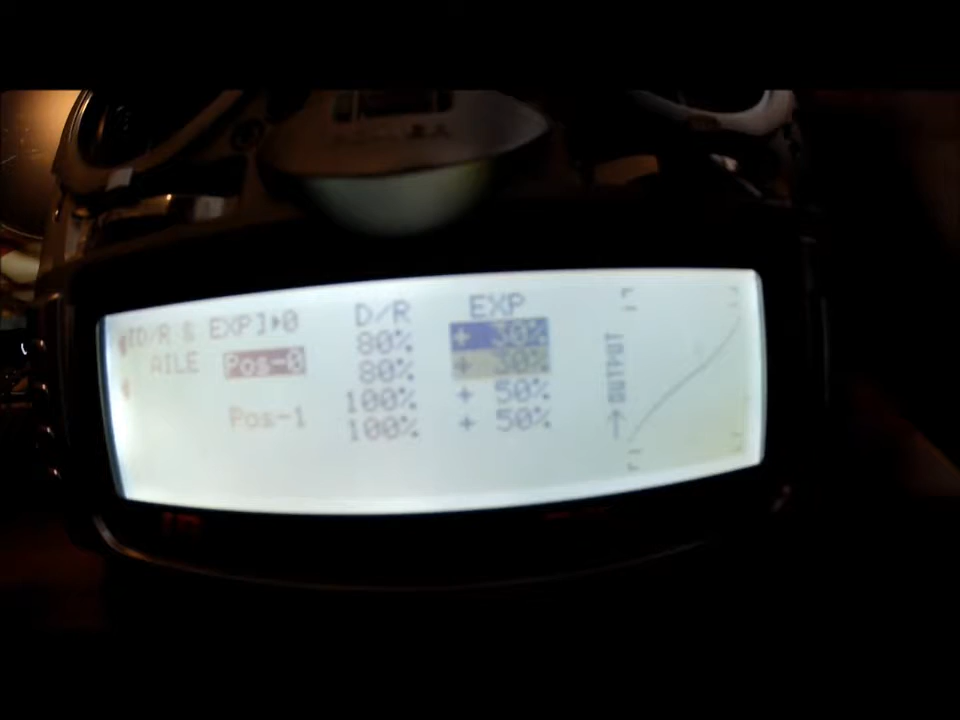 [D/R & EXP]▸0 D/R EXP
AILE Pos-0 80% + 30%
80% + 30%
Pos-1 100% + 50%
100% + 50%
↑ OUTPUT